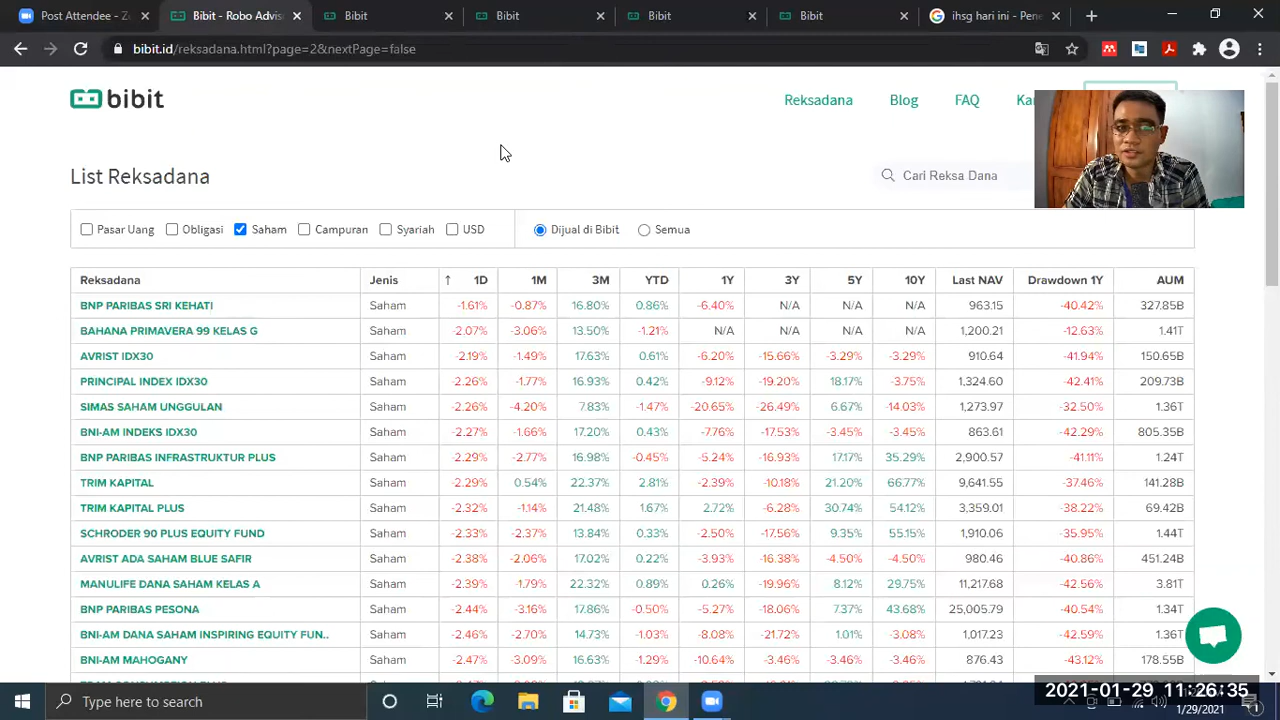 Post Attendee - Zo
Bibit - Robo Advis
Bibit
Bibit
Bibit
Bibit
ihsg hari ini - Pene
bibit.id/reksadana.html?page=2&nextPage=false
bibit
Reksadana Blog FAQ
List Reksadana
Cari Reksa Dana
Pasar Uang Obligasi Saham Campuran Syariah USD Dijual di Bibit Semua
Reksadana Jenis ↑ 1D 1M 3M YTD 1Y 3Y 5Y 10Y Last NAV Drawdown 1Y AUM
BNP PARIBAS SRI KEHATI Saham -1.61% -0.87% 16.80% 0.86% -6.40% N/A N/A N/A 963.15 -40.42% 327.85B
BAHANA PRIMAVERA 99 KELAS G Saham -2.07% -3.06% 13.50% -1.21% N/A N/A N/A N/A 1,200.21 -12.63% 1.41T
AVRIST IDX30 Saham -2.19% -1.49% 17.63% 0.61% -6.20% -15.66% -3.29% -3.29% 910.64 -41.94% 150.65B
PRINCIPAL INDEX IDX30 Saham -2.26% -1.77% 16.93% 0.42% -9.12% -19.20% 18.17% -3.75% 1,324.60 -42.41% 209.73B
SIMAS SAHAM UNGGULAN Saham -2.26% -4.20% 7.83% -1.47% -20.65% -26.49% 6.67% -14.03% 1,273.97 -32.50% 1.36T
BNI-AM INDEKS IDX30 Saham -2.27% -1.66% 17.20% 0.43% -7.76% -17.53% -3.45% -3.45% 863.61 -42.29% 805.35B
BNP PARIBAS INFRASTRUKTUR PLUS Saham -2.29% -2.77% 16.98% -0.45% -5.24% -16.93% 17.17% 35.29% 2,900.57 -41.11% 1.24T
TRIM KAPITAL Saham -2.29% 0.54% 22.37% 2.81% -2.39% -10.13% 21.20% 66.77% 9,641.55 -37.46% 141.28B
TRIM KAPITAL PLUS Saham -2.32% -1.14% 21.48% 1.67% 2.72% -6.28% 30.74% 54.12% 3,359.01 -38.22% 69.42B
SCHRODER 90 PLUS EQUITY FUND Saham -2.33% -2.37% 13.84% 0.33% -2.50% -17.56% 9.35% 55.15% 1,910.06 -35.95% 1.44T
AVRIST ADA SAHAM BLUE SAFIR Saham -2.38% -2.06% 17.02% 0.22% -3.93% -16.38% -4.50% -4.50% 980.46 -40.86% 451.24B
MANULIFE DANA SAHAM KELAS A Saham -2.39% -1.79% 22.32% 0.89% 0.26% -19.96% 8.12% 29.75% 11,217.68 -42.56% 3.81T
BNP PARIBAS PESONA Saham -2.44% -3.16% 17.86% -0.50% -5.27% -18.06% 7.37% 43.68% 25,005.79 -40.54% 1.34T
BNI-AM DANA SAHAM INSPIRING EQUITY FUN.. Saham -2.46% -2.70% 14.73% -1.03% -8.08% -21.72% 1.01% -3.08% 1,017.23 -42.59% 1.36T
BNI-AM MAHOGANY Saham -2.47% -3.09% 16.63% -1.29% -10.64% -3.46% -3.46% -3.46% 876.43 -43.12% 178.55B
Type here to search
2021-01-29 11:26:35
1/29/2021